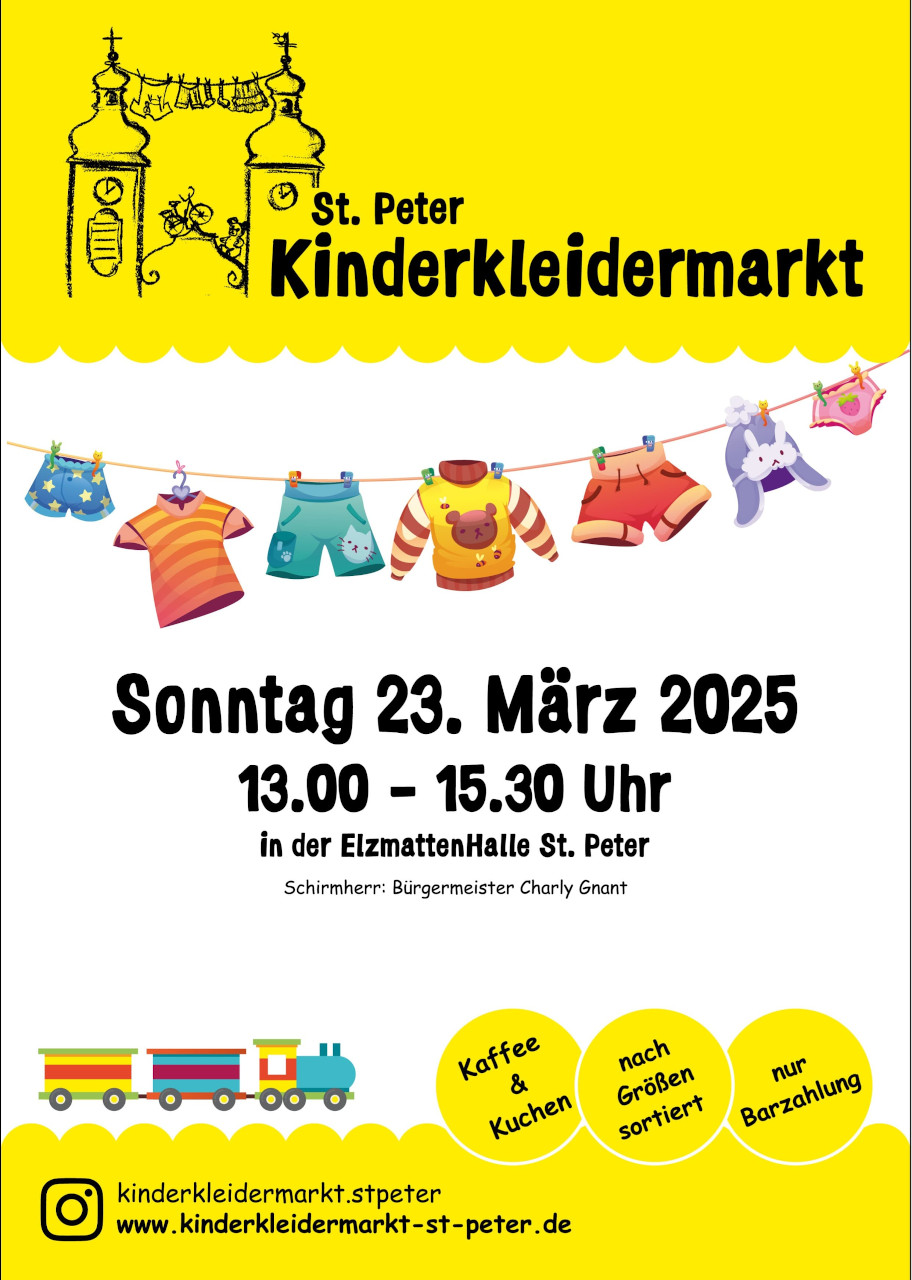 St. Peter
Kinderkleidermarkt
Sonntag 23. März 2025
13.00 – 15.30 Uhr
in der ElzmattenHalle St. Peter
Schirmherr: Bürgermeister Charly Gnant
Kaffee
&
Kuchen
nach
Größen
sortiert
nur
Barzahlung
kinderkleidermarkt.stpeter
www.kinderkleidermarkt-st-peter.de